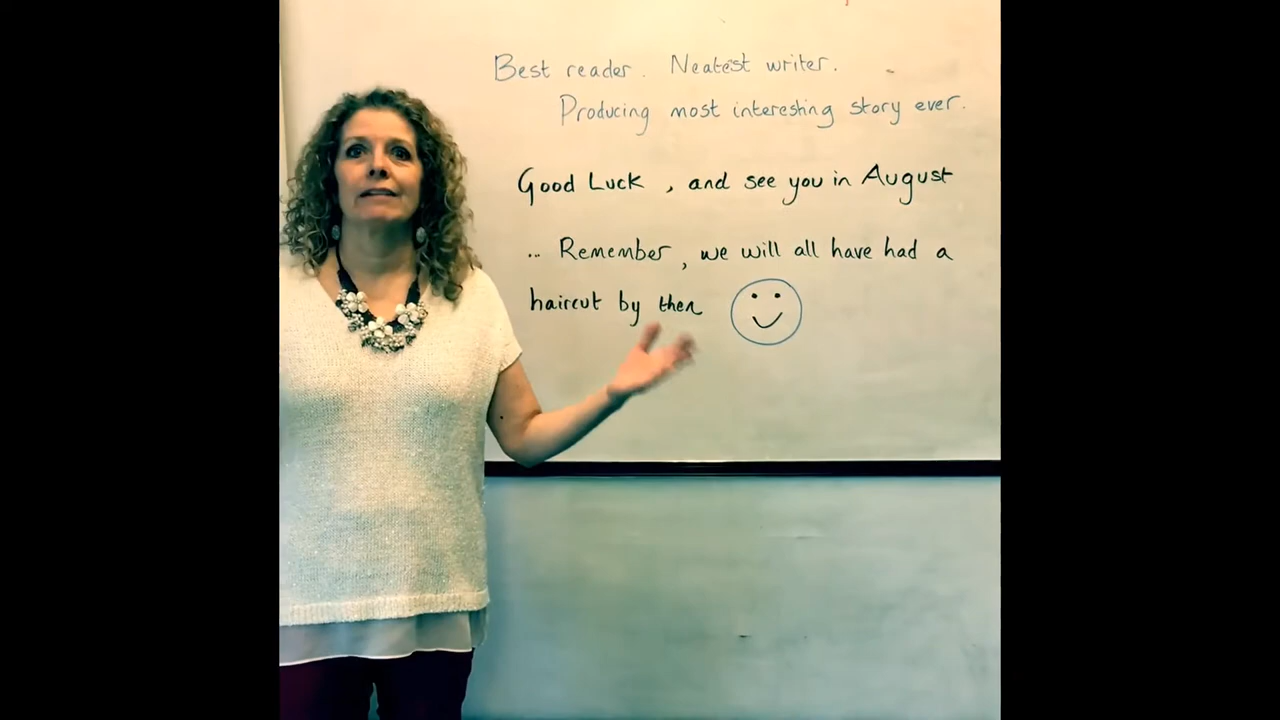 Best reader. Neatest writer.
Producing most interesting story ever.
Good Luck, and see you in August
... Remember, we will all have had a
haircut by then